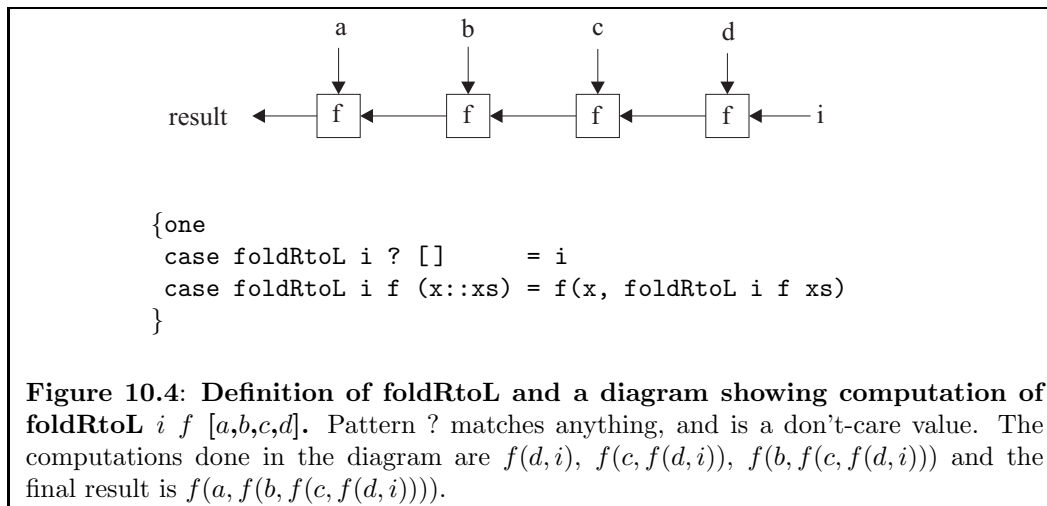 a b c d
result f f f f i
{one
case foldRtoL i ? [] = i
case foldRtoL i f (x::xs) = f(x, foldRtoL i f xs)
}
Figure 10.4: Definition of foldRtoL and a diagram showing computation of
foldRtoL i f [a,b,c,d]. Pattern ? matches anything, and is a don't-care value. The
computations done in the diagram are f(d, i), f(c, f(d, i)), f(b, f(c, f(d, i))) and the
final result is f(a, f(b, f(c, f(d, i)))).